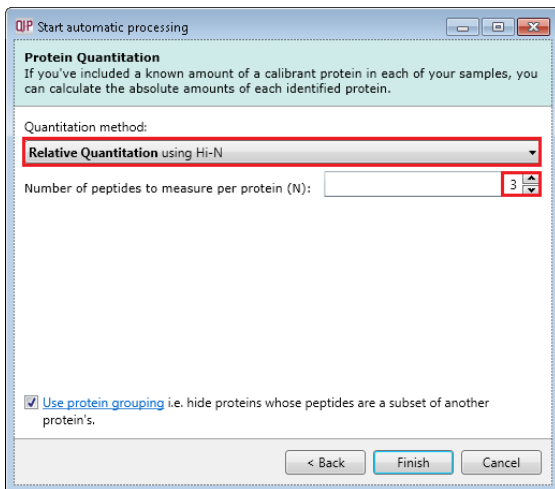 QIP Start automatic processing
Protein Quantitation
If you've included a known amount of a calibrant protein in each of your samples, you
can calculate the absolute amounts of each identified protein.
Quantitation method:
Relative Quantitation using Hi-N
Number of peptides to measure per protein (N): 3
Use protein grouping i.e. hide proteins whose peptides are a subset of another
protein's.
< Back Finish Cancel